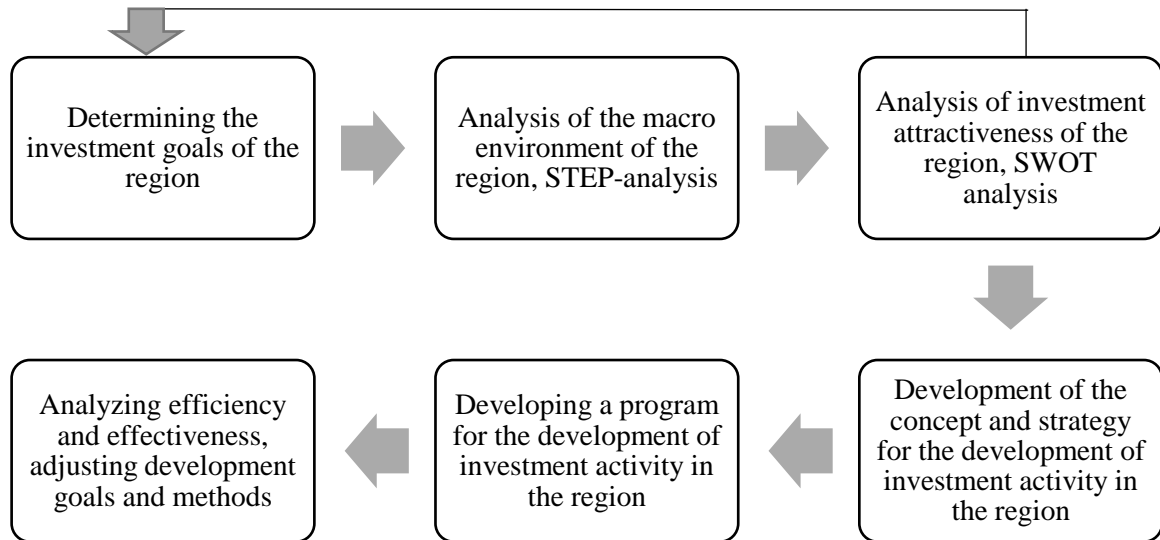 Determining the
investment goals of the
region
Analysis of the macro
environment of the
region, STEP-analysis
Analysis of investment
attractiveness of the
region, SWOT
analysis
Development of the
concept and strategy
for the development of
investment activity in
the region
Developing a program
for the development of
investment activity in
the region
Analyzing efficiency
and effectiveness,
adjusting development
goals and methods